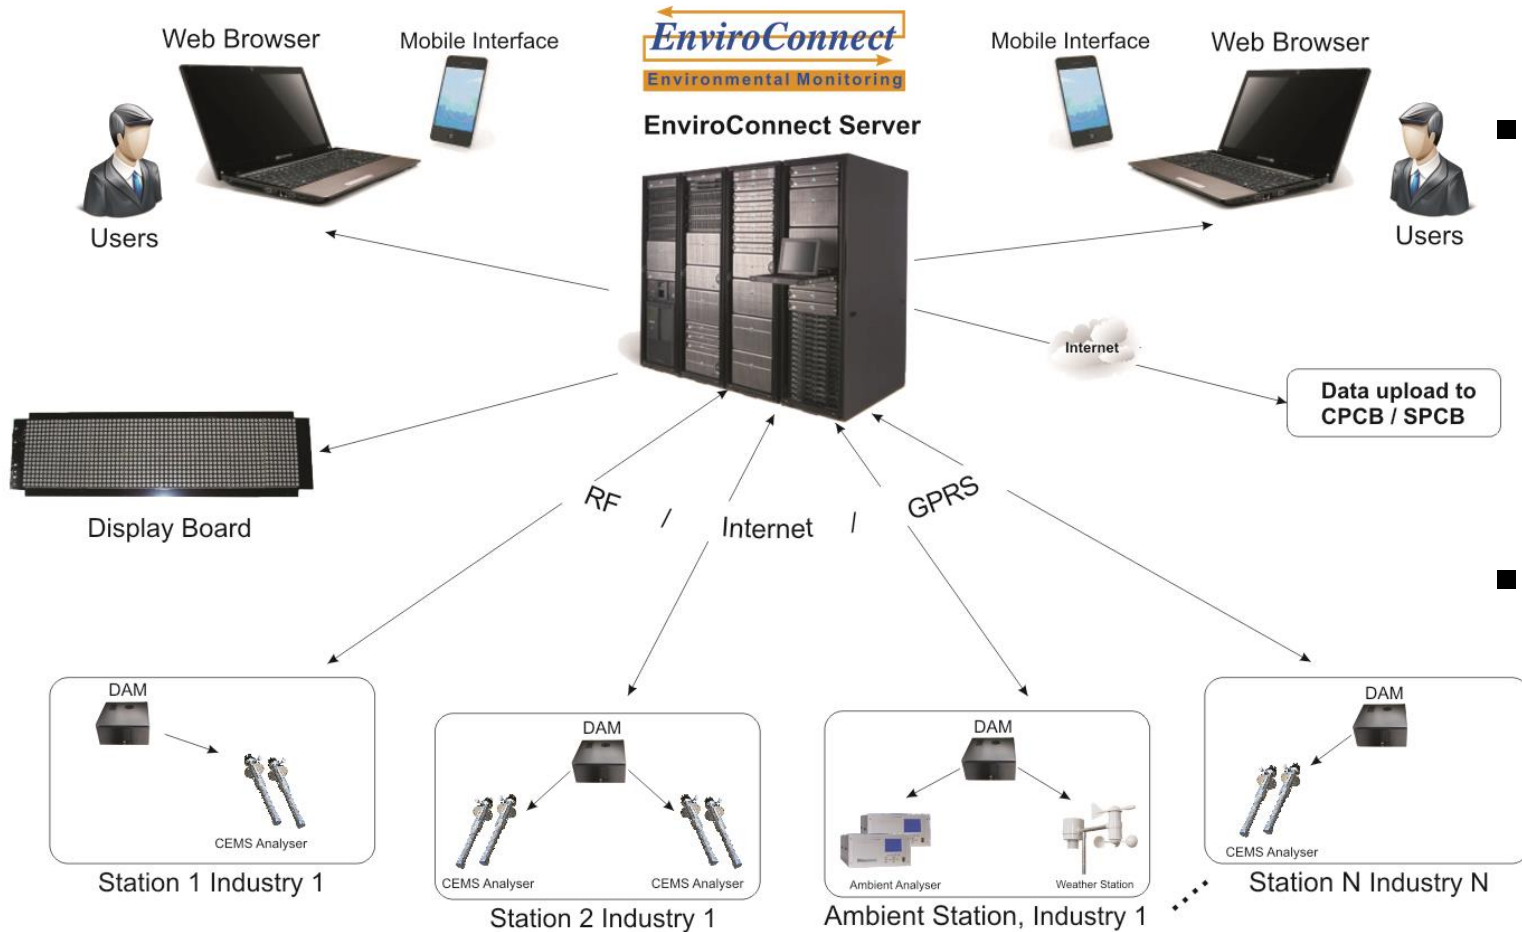 Web Browser
Mobile Interface
EnviroConnect
Environmental Monitoring
EnviroConnect Server
Mobile Interface
Web Browser
Users
Users
Internet
Data upload to
CPCB / SPCB
Display Board
RF / Internet / GPRS
DAM
CEMS Analyser
Station 1 Industry 1
DAM
CEMS Analyser
CEMS Analyser
Station 2 Industry 1
DAM
Ambient Analyser
Weather Station
Ambient Station, Industry 1
DAM
CEMS Analyser
Station N Industry N